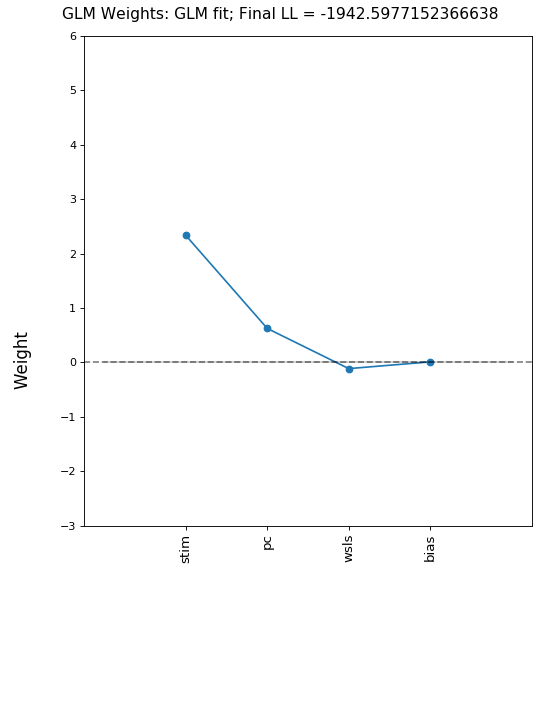 GLM Weights: GLM fit; Final LL = -1942.5977152366638
6
5
4
3
2
1
0
−1
−2
−3
Weight
stim
pc
wsls
bias